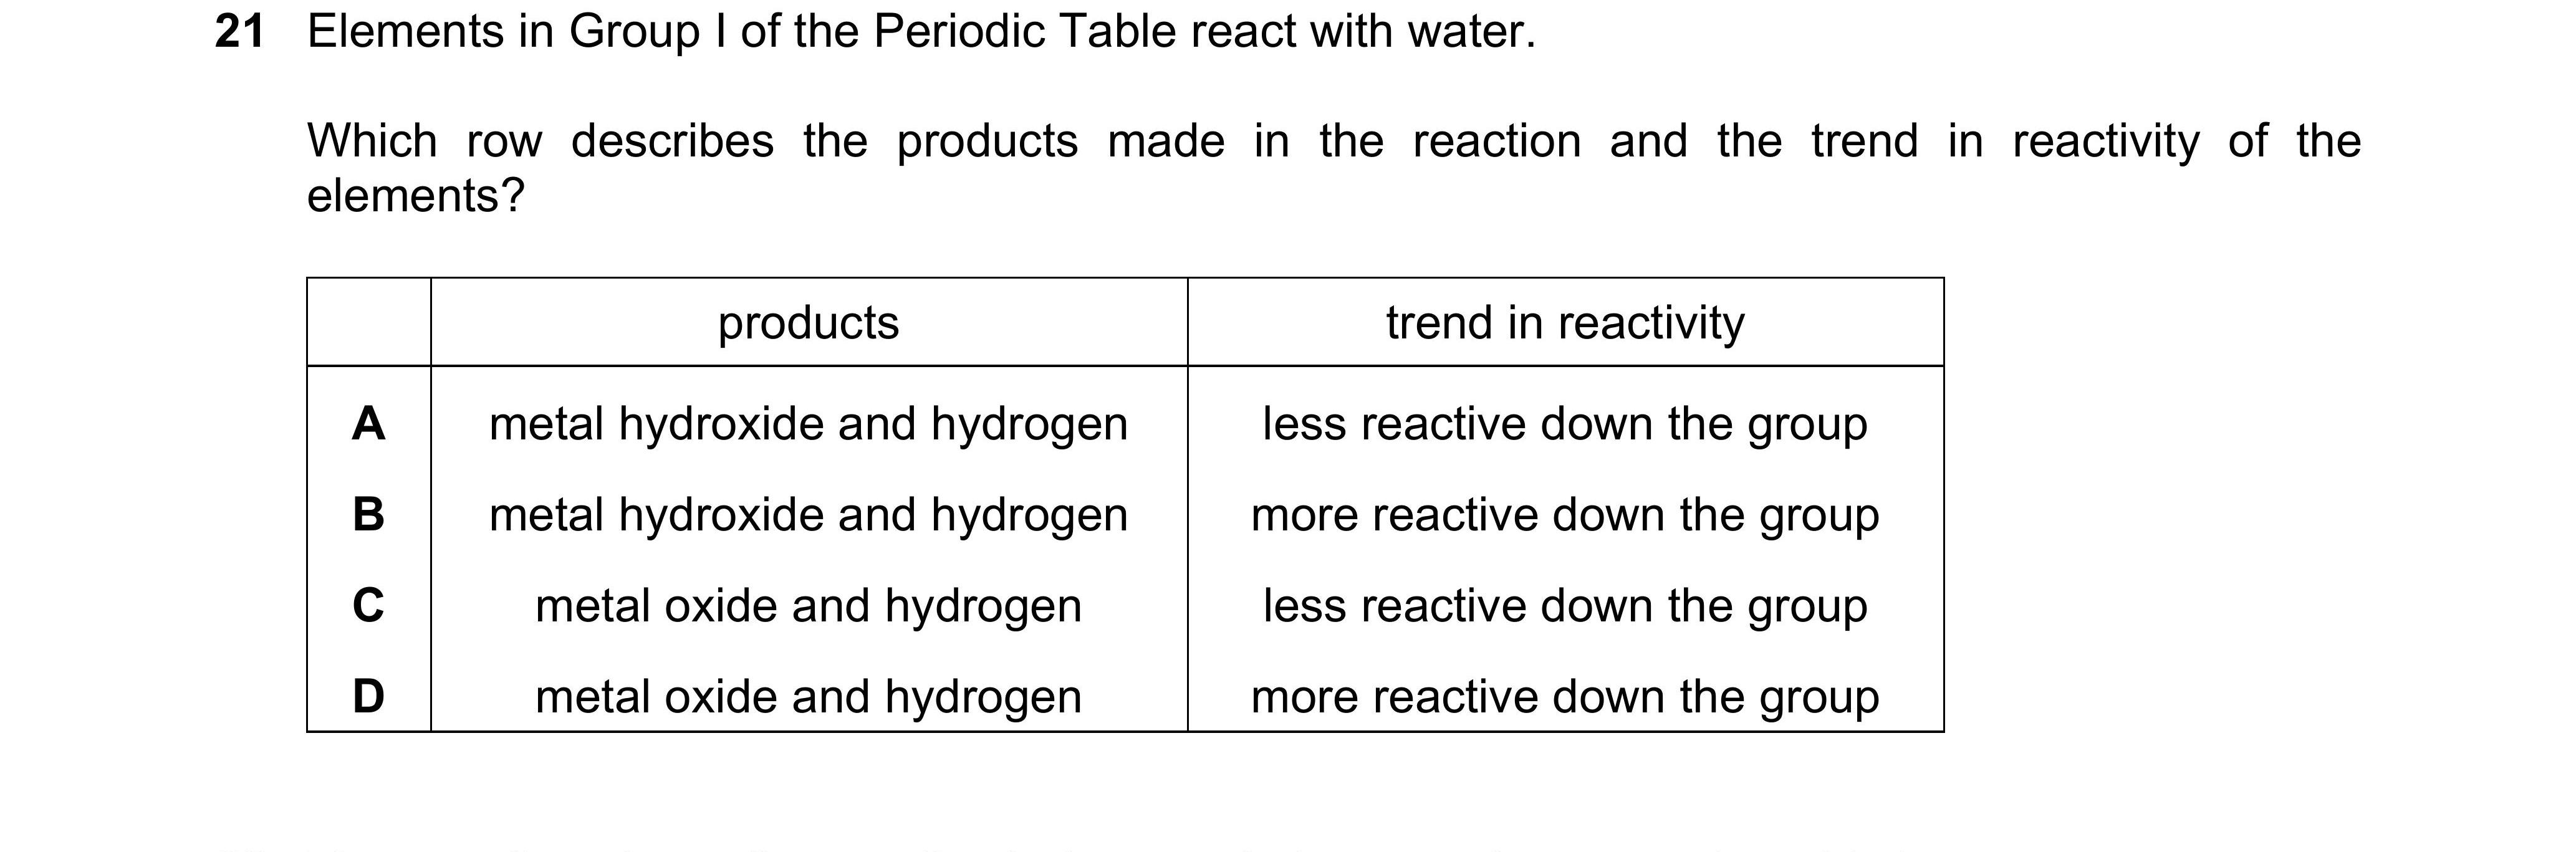 21 Elements in Group I of the Periodic Table react with water.
Which row describes the products made in the reaction and the trend in reactivity of the
elements?
products trend in reactivity
A metal hydroxide and hydrogen less reactive down the group
B metal hydroxide and hydrogen more reactive down the group
C metal oxide and hydrogen less reactive down the group
D metal oxide and hydrogen more reactive down the group